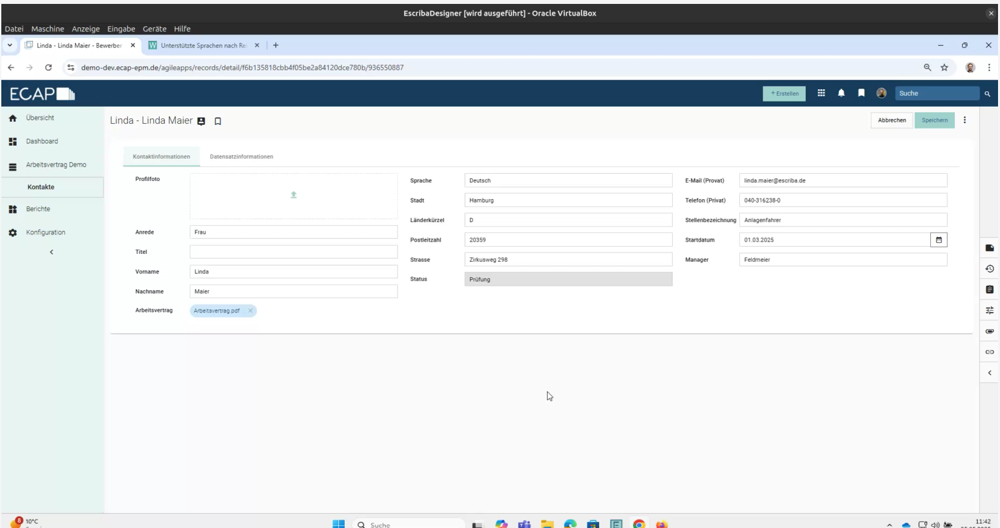 EscribaDesigner [wird ausgeführt] - Oracle VirtualBox
Datei Maschine Anzeige Eingabe Geräte Hilfe
Linda - Linda Maier - Bewerber
Unterstützte Sprachen nach
demo-dev.ecap-epm.de/agileapps/records/detail/f6b135818cbb4f05be2a84120dce780b/936550887
ECAP
+ Erstellen
Suche
Übersicht
Dashboard
Arbeitsvertrag Demo
Kontakte
Berichte
Konfiguration
Linda - Linda Maier
Abbrechen
Speichern
Kontaktinformationen
Datensatzinformationen
Profilfoto
Anrede Frau
Titel
Vorname Linda
Nachname Maier
Arbeitsvertrag Arbeitsvertrag.pdf
Sprache Deutsch
Stadt Hamburg
Länderkürzel D
Postleitzahl 20359
Strasse Zirkusweg 298
Status Prüfung
E-Mail (Provat) linda.maier@escriba.de
Telefon (Privat) 040-316238-0
Stellenbezeichnung Anlagenfahrer
Startdatum 01.03.2025
Manager Feldmeier
8
10°C
Suche
11:42